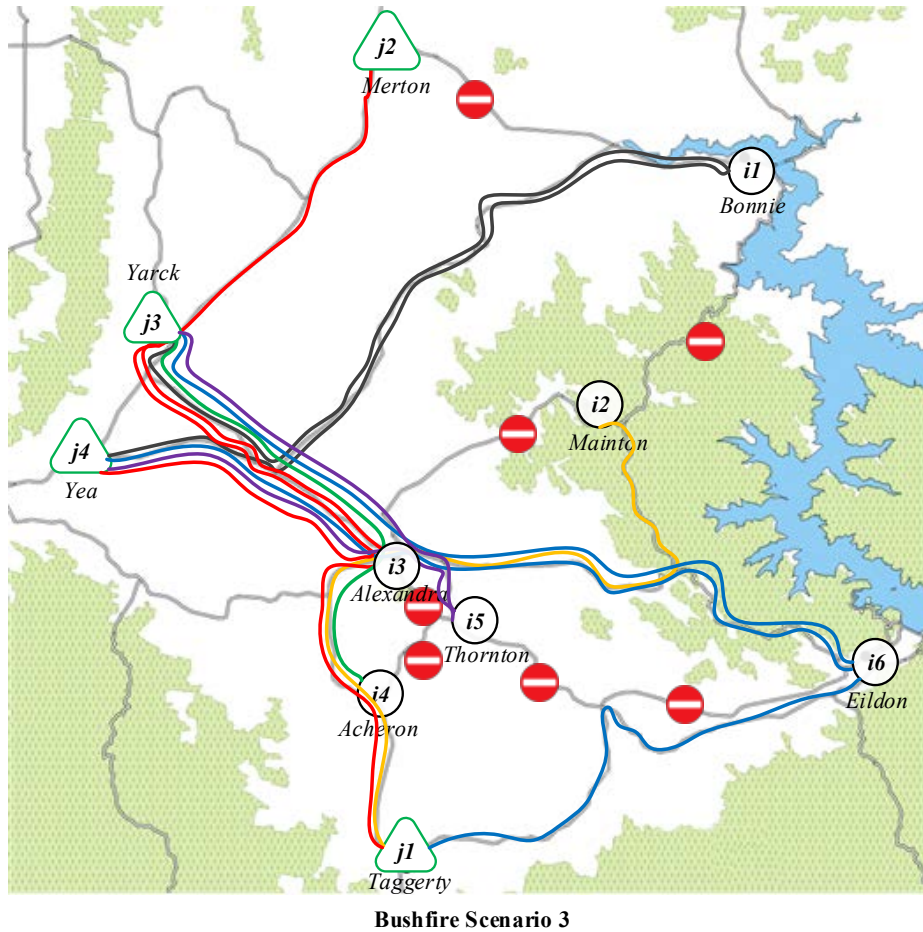 j2
Merton
i1
Bonnie
Yarck
j3
i2
Mainton
j4
Yea
i3
Alexandra
i5
Thornton
i6
Eildon
i4
Acheron
j1
Taggerty
Bushfire Scenario 3